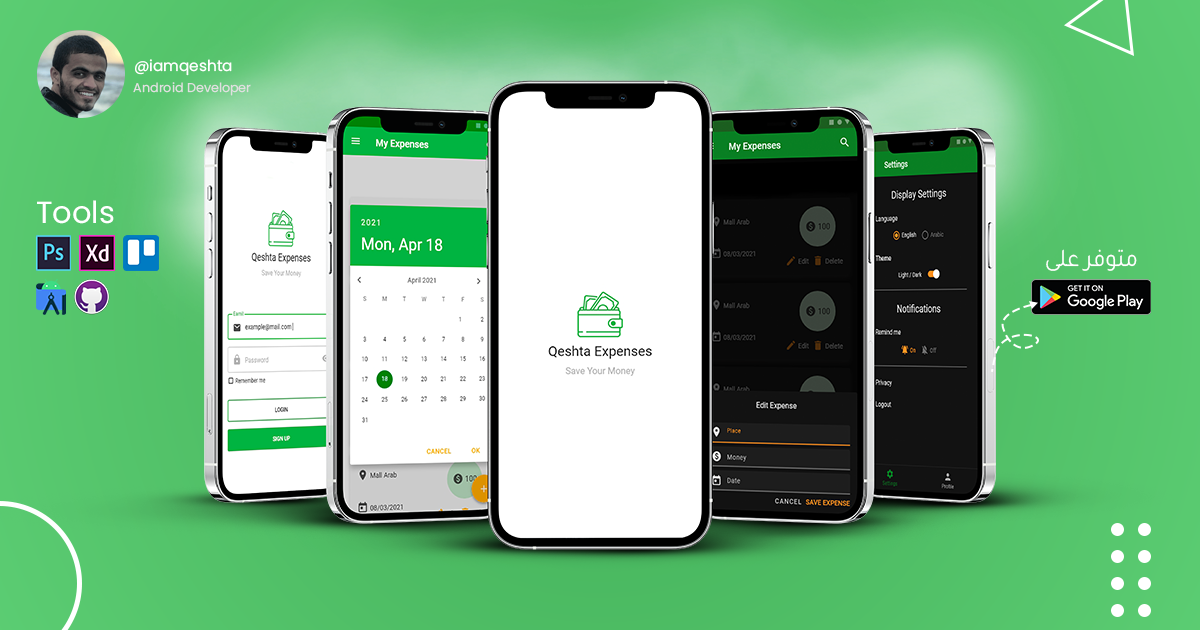 @iamqeshta
Android Developer
Tools
Ps
Xd
Qeshta Expenses
Save Your Money
Eamil
example@mail.com
Password
Remember me
LOGIN
SIGN UP
My Expenses
2021
Mon, Apr 18
April 2021
S M T W T F S
1 2
3 4 5 6 7 8 9
10 11 12 13 14 15 16
17 18 19 20 21 22 23
24 25 26 27 28 29 30
31
CANCEL OK
Mall Arab
$ 100
08/03/2021
Qeshta Expenses
Save Your Money
My Expenses
Mall Arab
$ 100
08/03/2021
Edit Delete
Mall Arab
$ 100
08/03/2021
Edit Delete
Mall Arab
Edit Expense
Place
Money
Date
CANCEL SAVE EXPENSE
Settings
Display Settings
Language
English Arabic
Theme
Light / Dark
Notifications
Remind me
On Off
Privacy
Logout
Settings
Profile
متوفر على
GET IT ON
Google Play